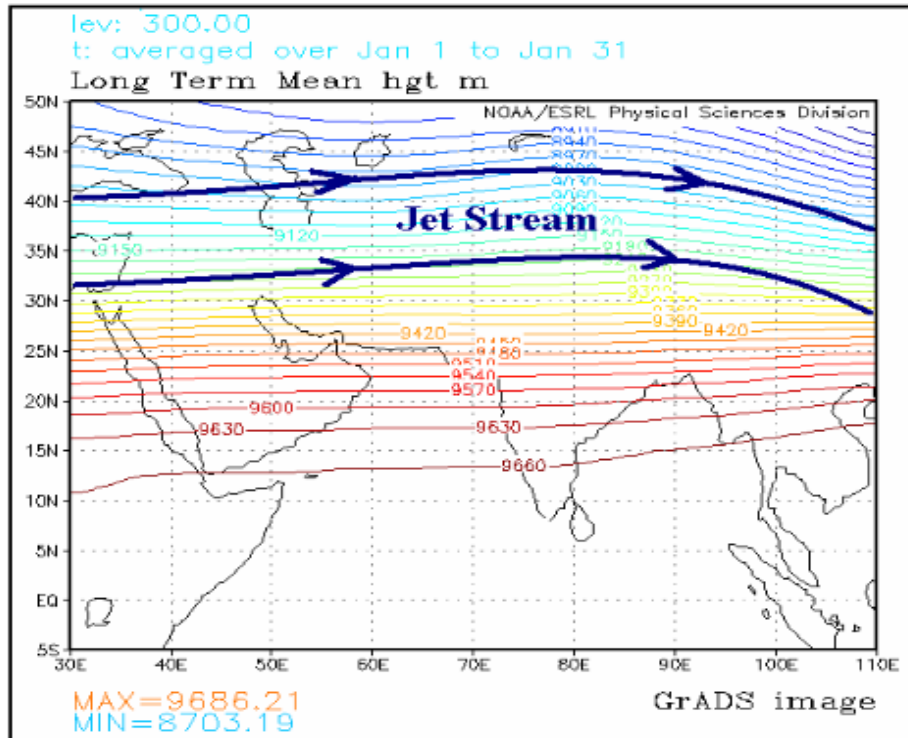 lev: 300.00
t: averaged over Jan 1 to Jan 31
Long Term Mean hgt m
NOAA/ESRL Physical Sciences Division
50N
45N
40N
35N
30N
25N
20N
15N
10N
5N
EQ
5S
8940
8970
9030
9060
9090
Jet Stream
9120
9150
9150
9180
9390
9420
9420
9480
9510
9540
9570
9600
9630
9630
9660
30E 40E 50E 60E 70E 80E 90E 100E 110E
MAX=9686.21
MIN=8703.19
GrADS image